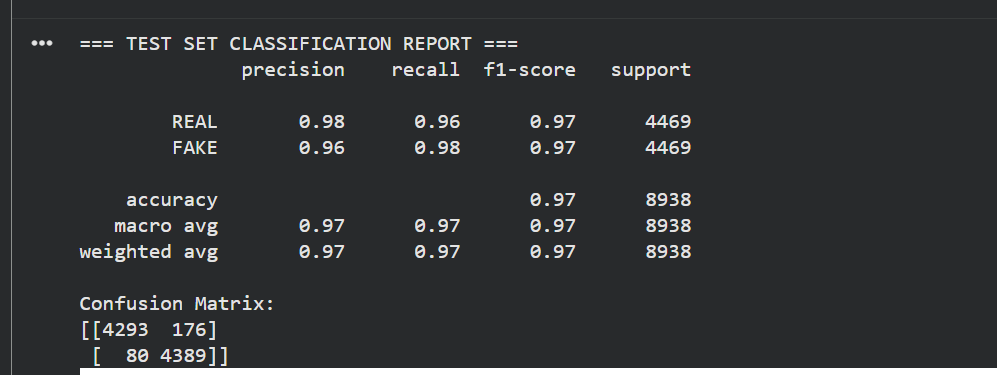 === TEST SET CLASSIFICATION REPORT ===
              precision    recall  f1-score   support

        REAL       0.98      0.96      0.97      4469
        FAKE       0.96      0.98      0.97      4469

    accuracy                           0.97      8938
   macro avg       0.97      0.97      0.97      8938
weighted avg       0.97      0.97      0.97      8938

Confusion Matrix:
[[4293  176]
 [  80 4389]]